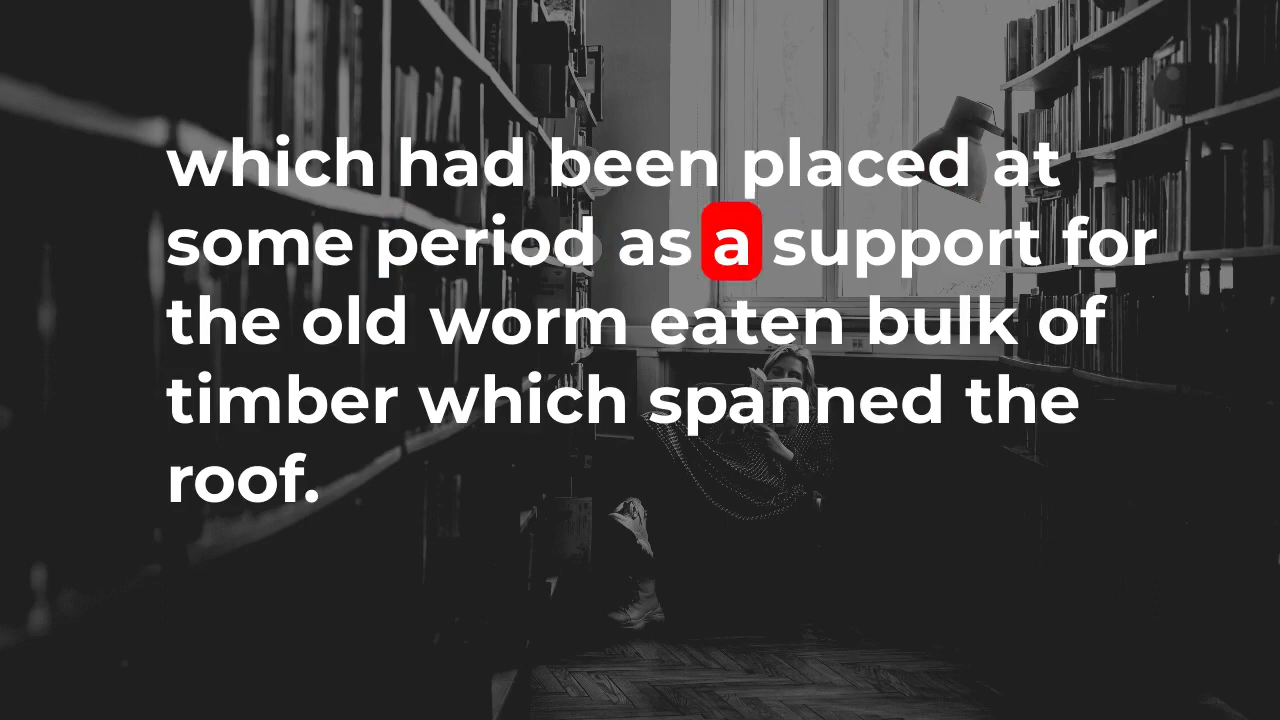 which had been placed at
some period as a support for
the old worm eaten bulk of
timber which spanned the
roof.